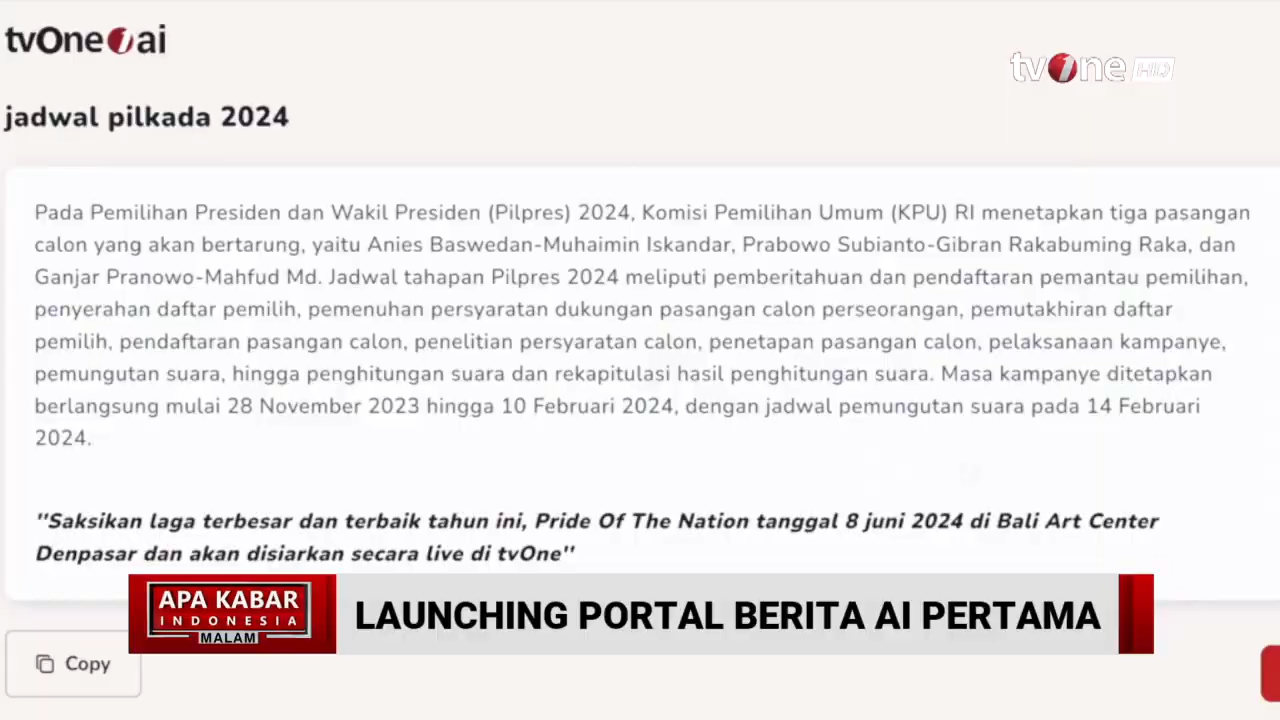 tvOne ai
tvOne HD
jadwal pilkada 2024
Pada Pemilihan Presiden dan Wakil Presiden (Pilpres) 2024, Komisi Pemilihan Umum (KPU) RI menetapkan tiga pasangan
calon yang akan bertarung, yaitu Anies Baswedan-Muhaimin Iskandar, Prabowo Subianto-Gibran Rakabuming Raka, dan
Ganjar Pranowo-Mahfud Md. Jadwal tahapan Pilpres 2024 meliputi pemberitahuan dan pendaftaran pemantau pemilihan,
penyerahan daftar pemilih, pemenuhan persyaratan dukungan pasangan calon perseorangan, pemutakhiran daftar
pemilih, pendaftaran pasangan calon, penelitian persyaratan calon, penetapan pasangan calon, pelaksanaan kampanye,
pemungutan suara, hingga penghitungan suara dan rekapitulasi hasil penghitungan suara. Masa kampanye ditetapkan
berlangsung mulai 28 November 2023 hingga 10 Februari 2024, dengan jadwal pemungutan suara pada 14 Februari
2024.
"Saksikan laga terbesar dan terbaik tahun ini, Pride Of The Nation tanggal 8 juni 2024 di Bali Art Center
Denpasar dan akan disiarkan secara live di tvOne"
APA KABAR
INDONESIA
MALAM
LAUNCHING PORTAL BERITA AI PERTAMA
Copy